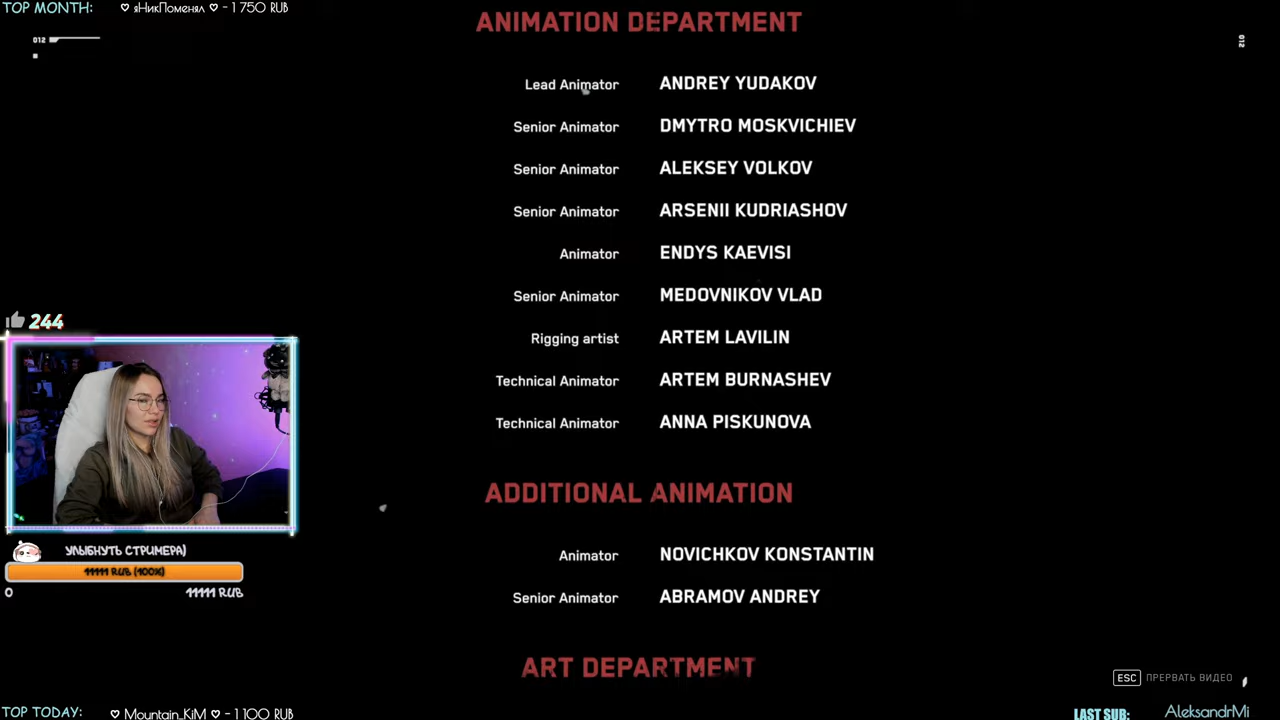 TOP MONTH: ♡ яНикПоменял ♡ - 1 750 RUB
012
012
ANIMATION DEPARTMENT
Lead Animator ANDREY YUDAKOV
Senior Animator DMYTRO MOSKVICHIEV
Senior Animator ALEKSEY VOLKOV
Senior Animator ARSENII KUDRIASHOV
Animator ENDYS KAEVISI
Senior Animator MEDOVNIKOV VLAD
Rigging artist ARTEM LAVILIN
Technical Animator ARTEM BURNASHEV
Technical Animator ANNA PISKUNOVA
ADDITIONAL ANIMATION
Animator NOVICHKOV KONSTANTIN
Senior Animator ABRAMOV ANDREY
ART DEPARTMENT
244
УЛЫБНУТЬ СТРИМЕРА)
11111 RUB (100%)
0 11111 RUB
ESC ПРЕРВАТЬ ВИДЕО
TOP TODAY: ♡ Mountain_KiM ♡ - 1 100 RUB
LAST SUB: AleksandrMi